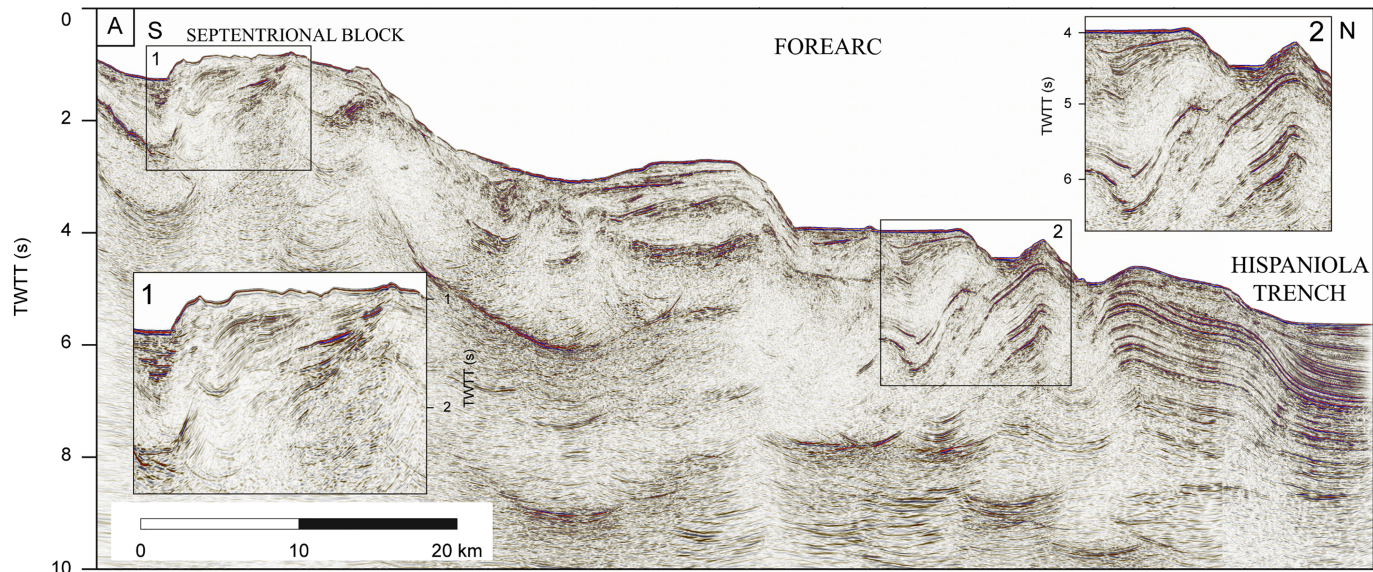 0
A
S
SEPTENTRIONAL BLOCK
1
FOREARC
4
2
N
TWTT (s)
5
6
2
TWTT (s)
4
2
HISPANIOLA
TRENCH
1
1
TWTT (s)
2
6
8
0
10
20 km
10